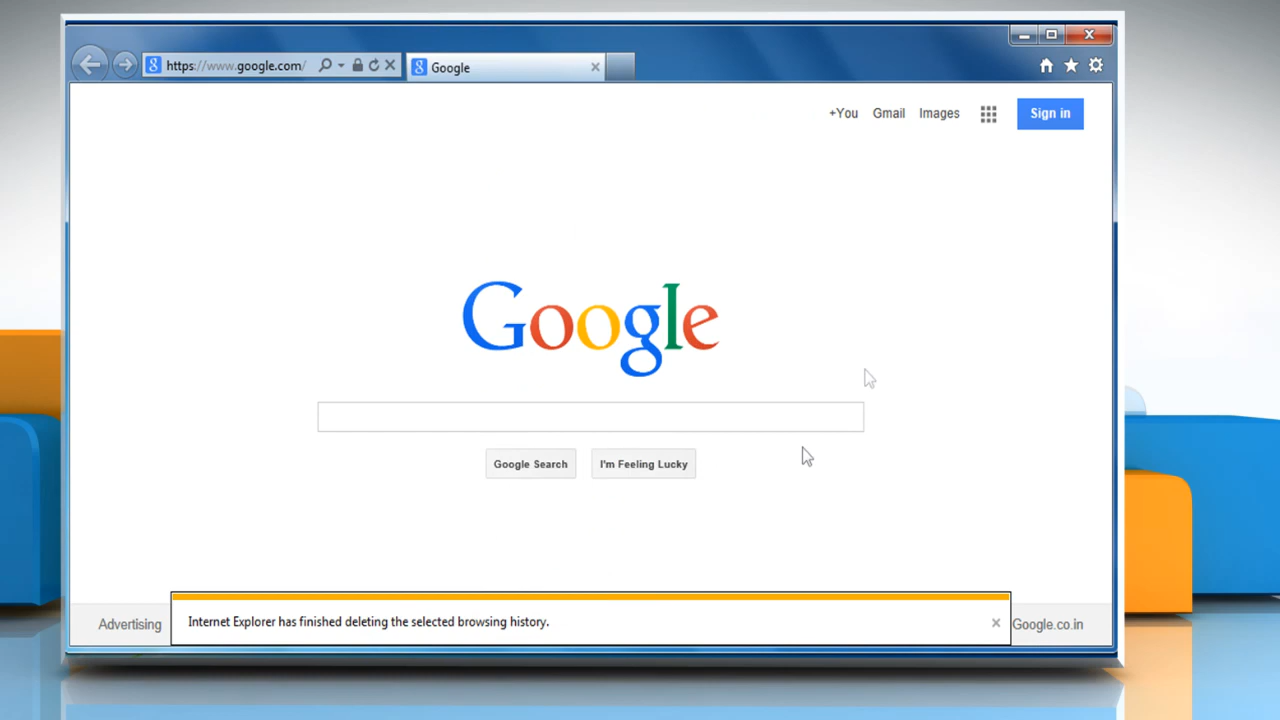 https://www.google.com/
Google
+You Gmail Images Sign in
Google
Google Search I'm Feeling Lucky
Internet Explorer has finished deleting the selected browsing history.
Advertising Google.co.in